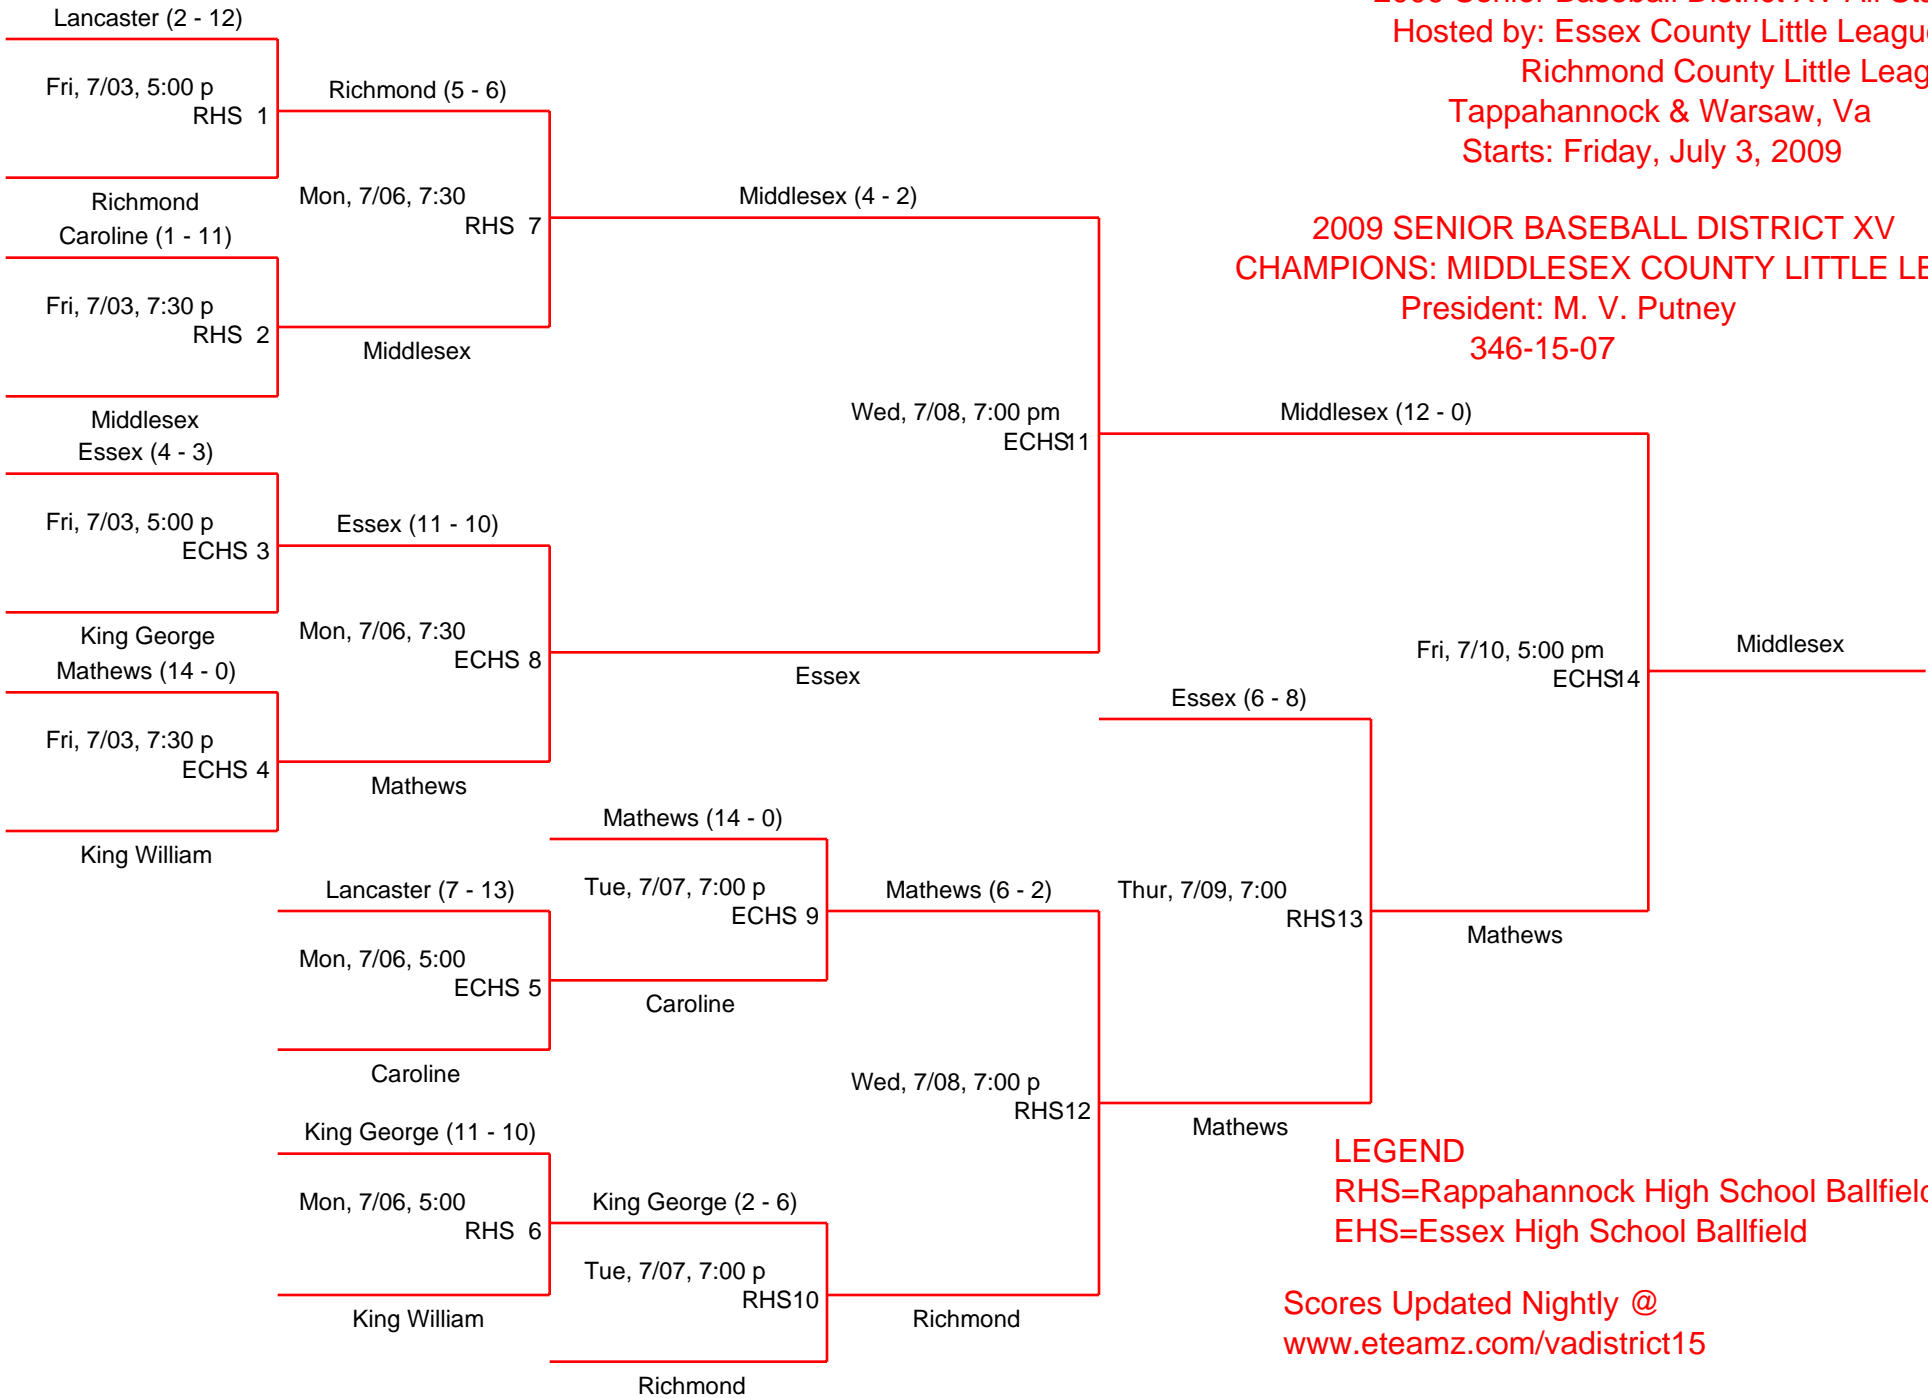 2009 Senior Baseball District XV All
Hosted by: Essex County Little
Richmond County Little
Tappahannock & Warsaw, Va
Starts: Friday, July 3, 2009
2009 SENIOR BASEBALL DISTRICT XV
CHAMPIONS: MIDDLESEX COUNTY LITTLE
President: M. V. Putney
346-15-07
Lancaster (2 - 12)
Fri, 7/03, 5:00 p
RHS 1
Richmond
Caroline (1 - 11)
Fri, 7/03, 7:30 p
RHS 2
Middlesex
Essex (4 - 3)
Fri, 7/03, 5:00 p
ECHS 3
King George
Mathews (14 - 0)
Fri, 7/03, 7:30 p
ECHS 4
King William
Richmond (5 - 6)
Mon, 7/06, 7:30
RHS 7
Middlesex
Essex (11 - 10)
Mon, 7/06, 7:30
ECHS 8
Mathews
Lancaster (7 - 13)
Mon, 7/06, 5:00
ECHS 5
Caroline
King George (11 - 10)
Mon, 7/06, 5:00
RHS 6
King William
Middlesex (4 - 2)
Wed, 7/08, 7:00 pm
ECHS11
Essex
Mathews (14 - 0)
Tue, 7/07, 7:00 p
ECHS 9
Caroline
King George (2 - 6)
Tue, 7/07, 7:00 p
RHS10
Richmond
Mathews (6 - 2)
Wed, 7/08, 7:00 p
RHS12
Richmond
Essex (6 - 8)
Thur, 7/09, 7:00
RHS13
Mathews
Middlesex (12 - 0)
Fri, 7/10, 5:00 pm
ECHS14
Mathews
Middlesex
LEGEND
RHS=Rappahannock High School Ballfield
EHS=Essex High School Ballfield
Scores Updated Nightly @
www.eteamz.com/vadistrict15